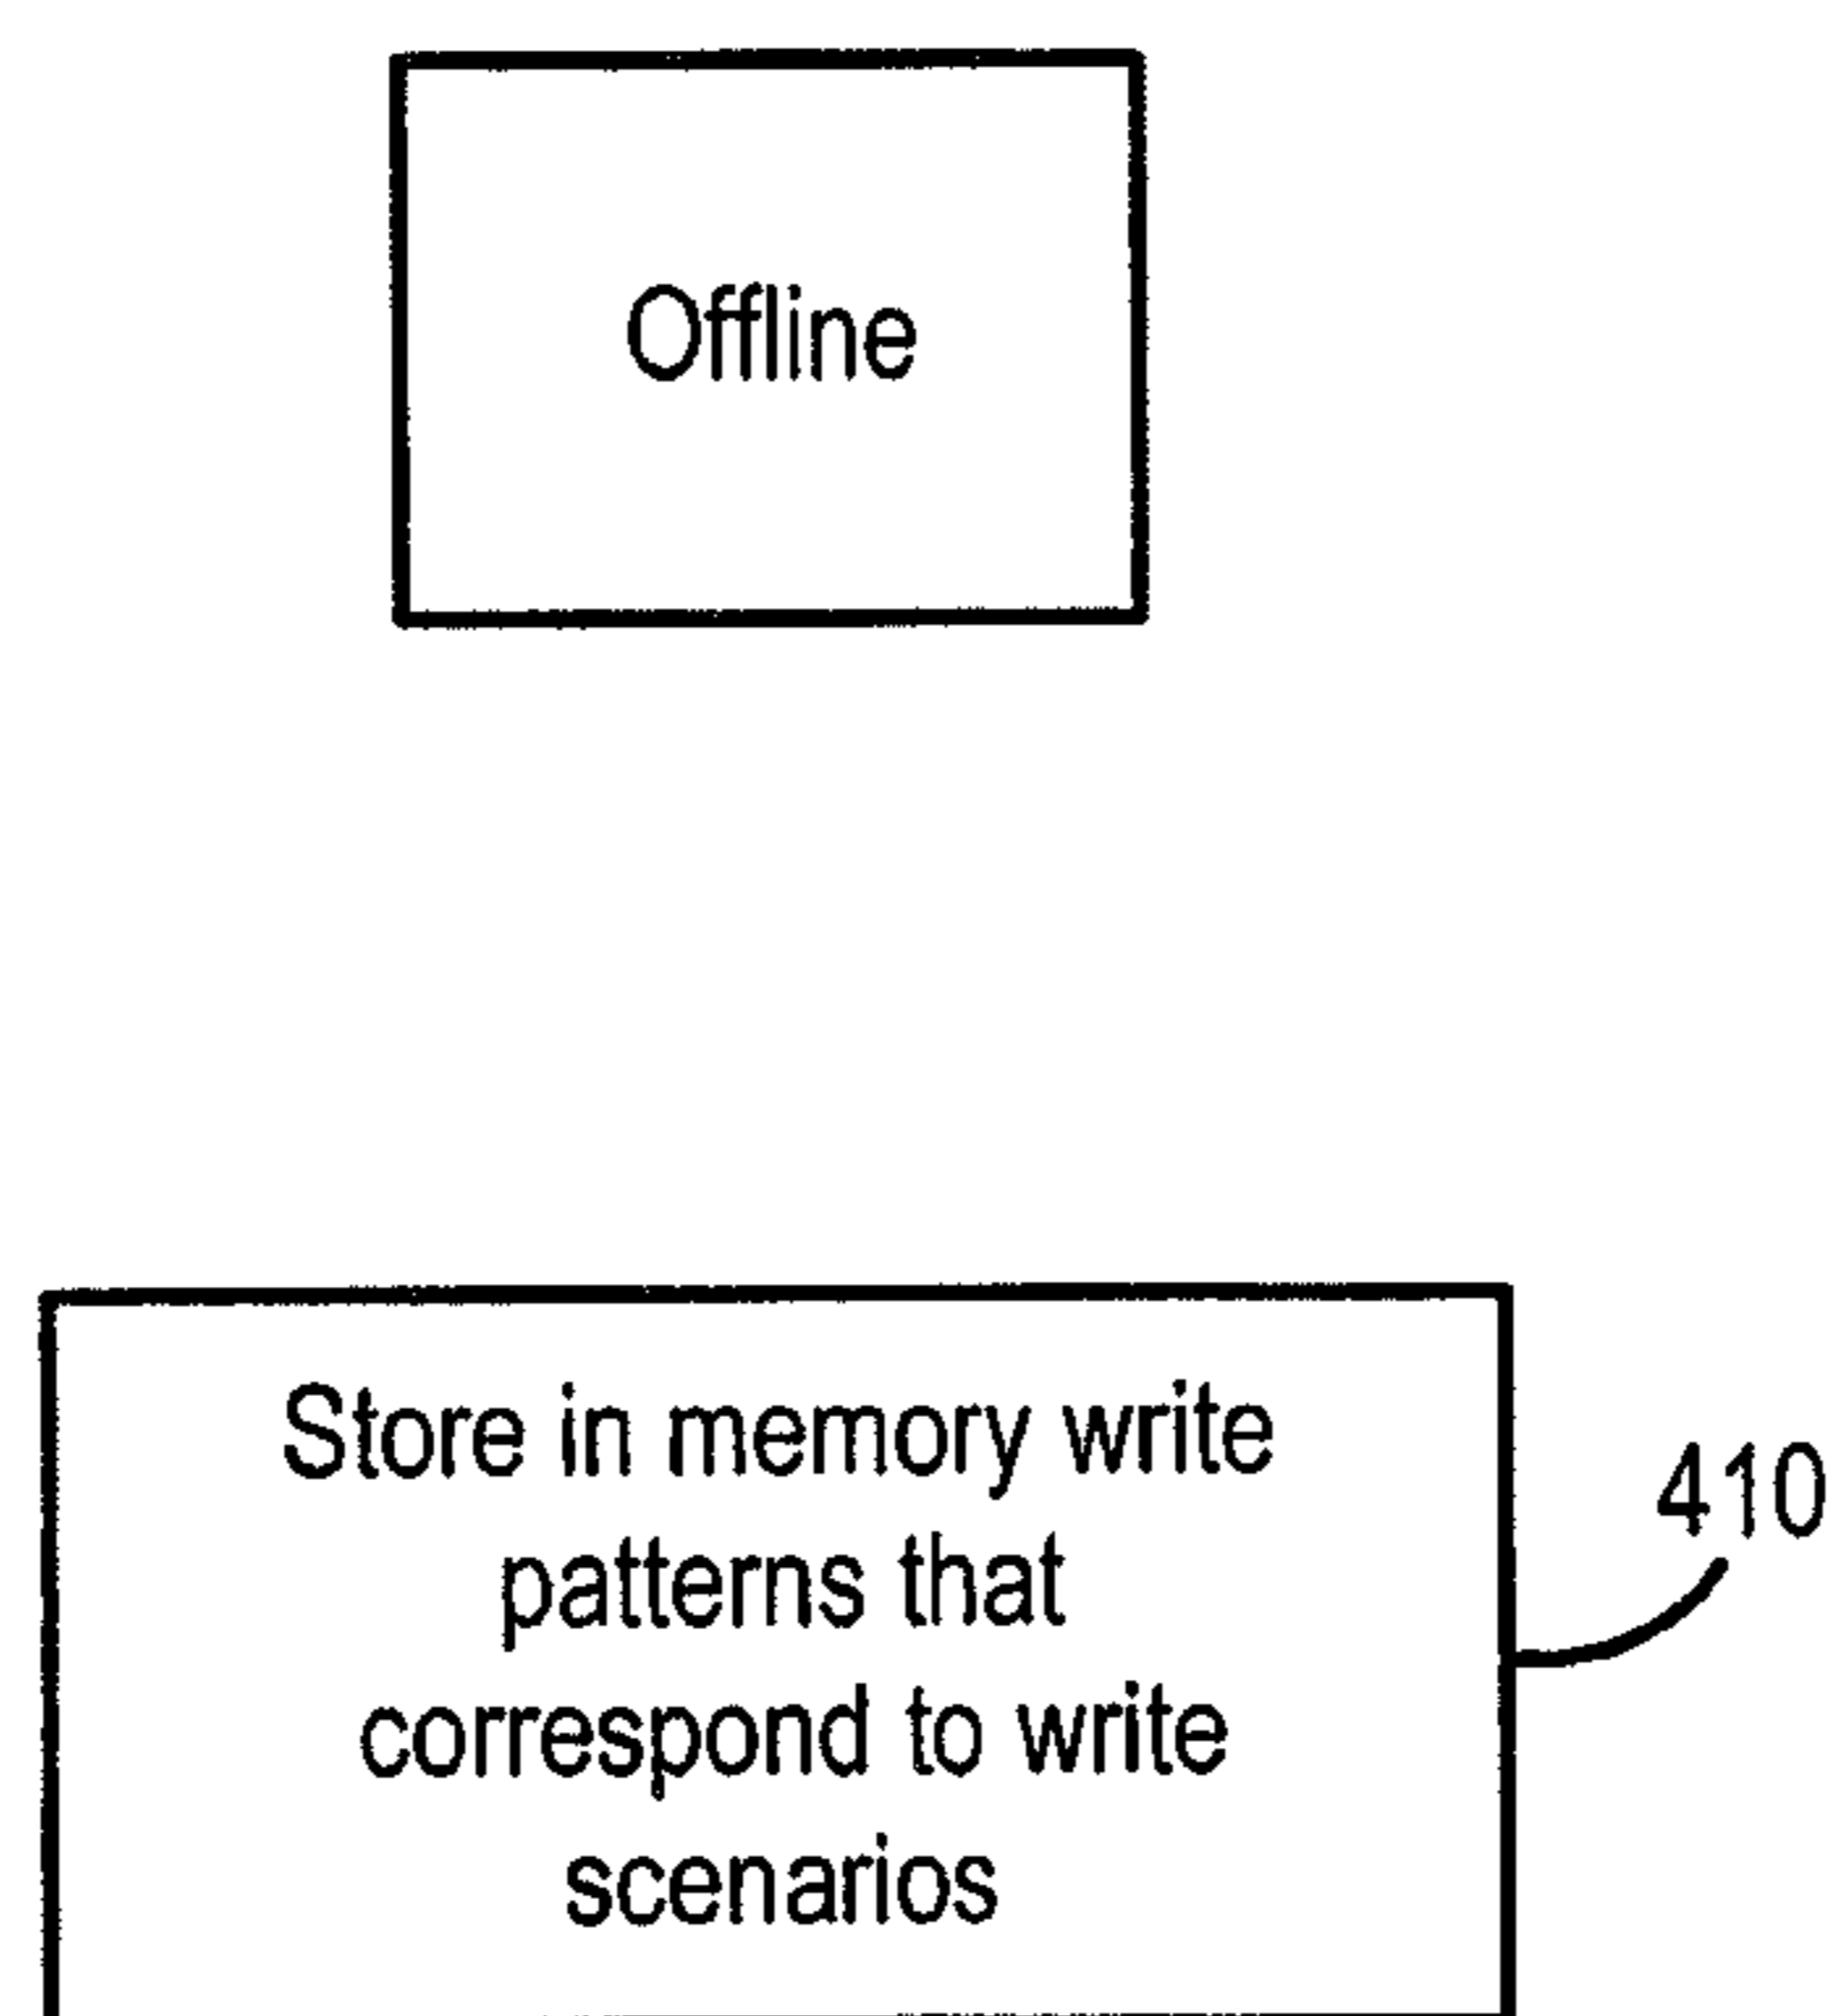 Offline
Store in memory write
patterns that
correspond to write
scenarios
410